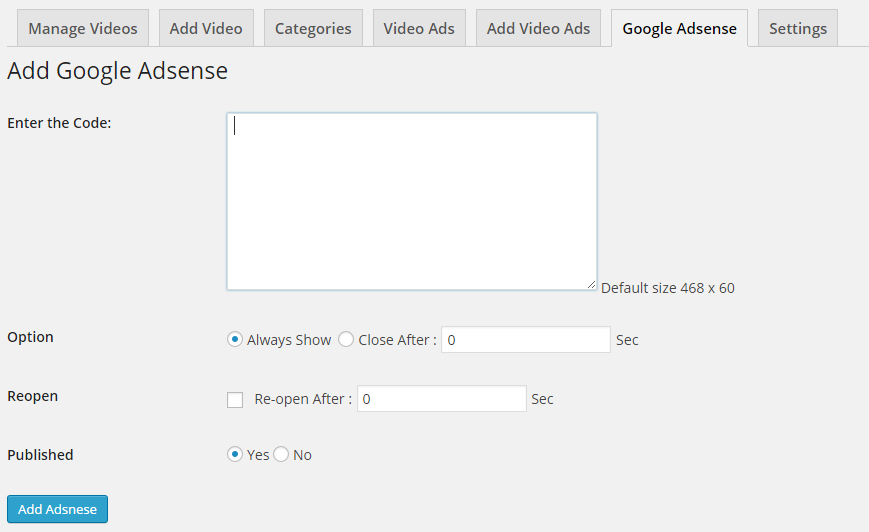 Manage Videos Add Video Categories Video Ads Add Video Ads Google Adsense Settings
Add Google Adsense
Enter the Code:
Default size 468 x 60
Option Always Show Close After : 0 Sec
Reopen Re-open After : 0 Sec
Published Yes No
Add Adsnese